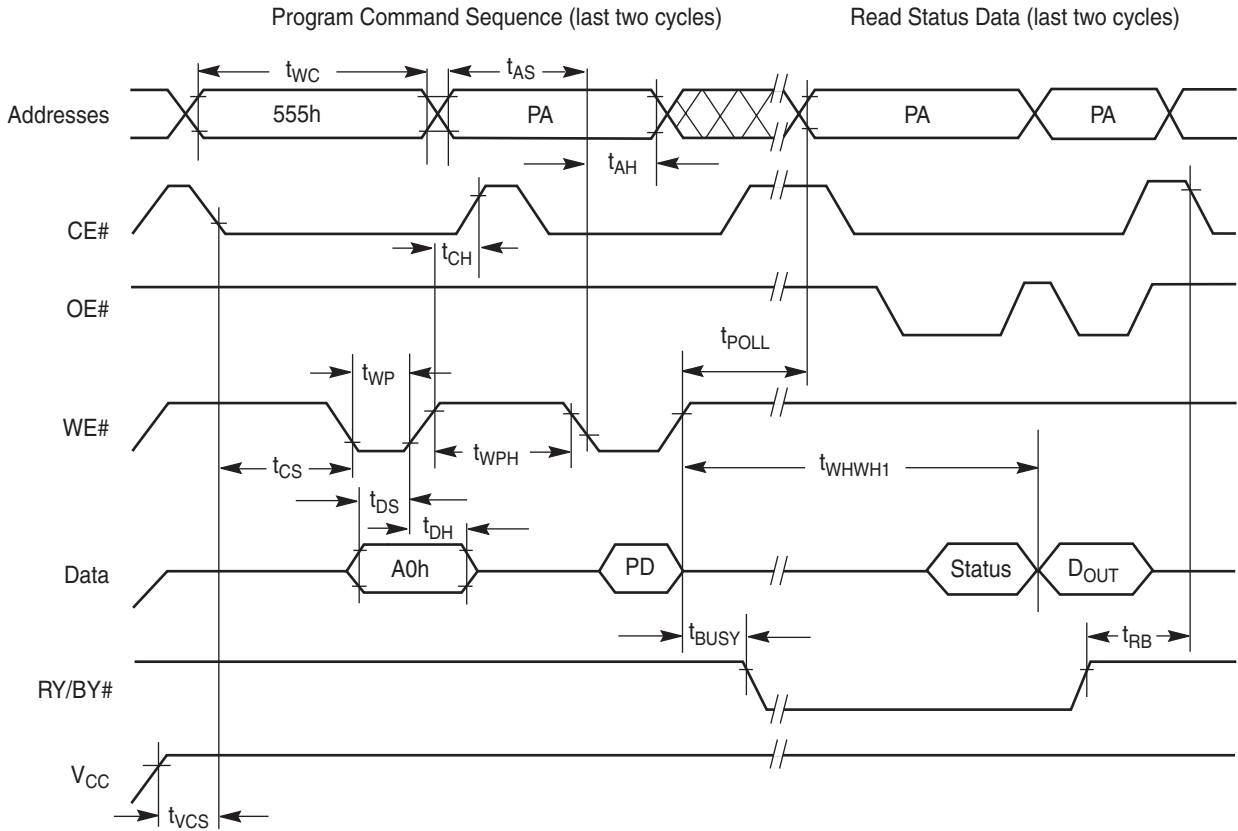 Program Command Sequence (last two cycles) Read Status Data (last two cycles)
tWC tAS
Addresses 555h PA PA PA
tAH
CE#
tCH
OE#
tPOLL
tWP
WE#
tCS tWPH tWHWH1
tDS
tDH
Data A0h PD Status DOUT
tBUSY tRB
RY/BY#
VCC
tVCS